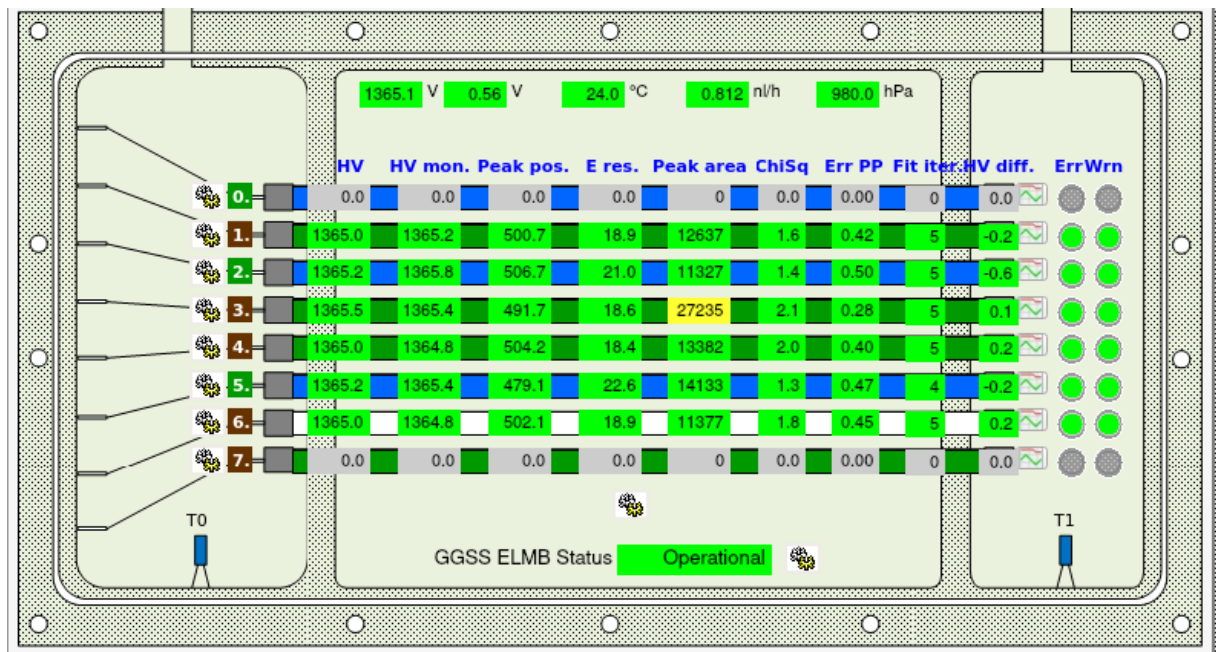 1365.1 V 0.56 V 24.0 °C 0.812 nl/h 980.0 hPa
HV HV mon. Peak pos. E res. Peak area ChiSq Err PP Fit iter. HV diff. Err Wrn
0. 0.0 0.0 0.0 0.0 0 0.0 0.00 0 0.0
1. 1365.0 1365.2 500.7 18.9 12637 1.6 0.42 5 -0.2
2. 1365.2 1365.8 506.7 21.0 11327 1.4 0.50 5 -0.6
3. 1365.5 1365.4 491.7 18.6 27235 2.1 0.28 5 0.1
4. 1365.0 1364.8 504.2 18.4 13382 2.0 0.40 5 0.2
5. 1365.2 1365.4 479.1 22.6 14133 1.3 0.47 4 -0.2
6. 1365.0 1364.8 502.1 18.9 11377 1.8 0.45 5 0.2
7. 0.0 0.0 0.0 0.0 0 0.0 0.00 0 0.0
T0 T1
GGSS ELMB Status Operational